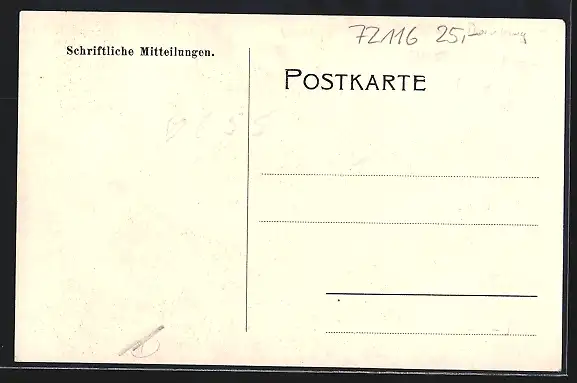 72116 25,-
Schriftliche Mitteilungen.
POSTKARTE